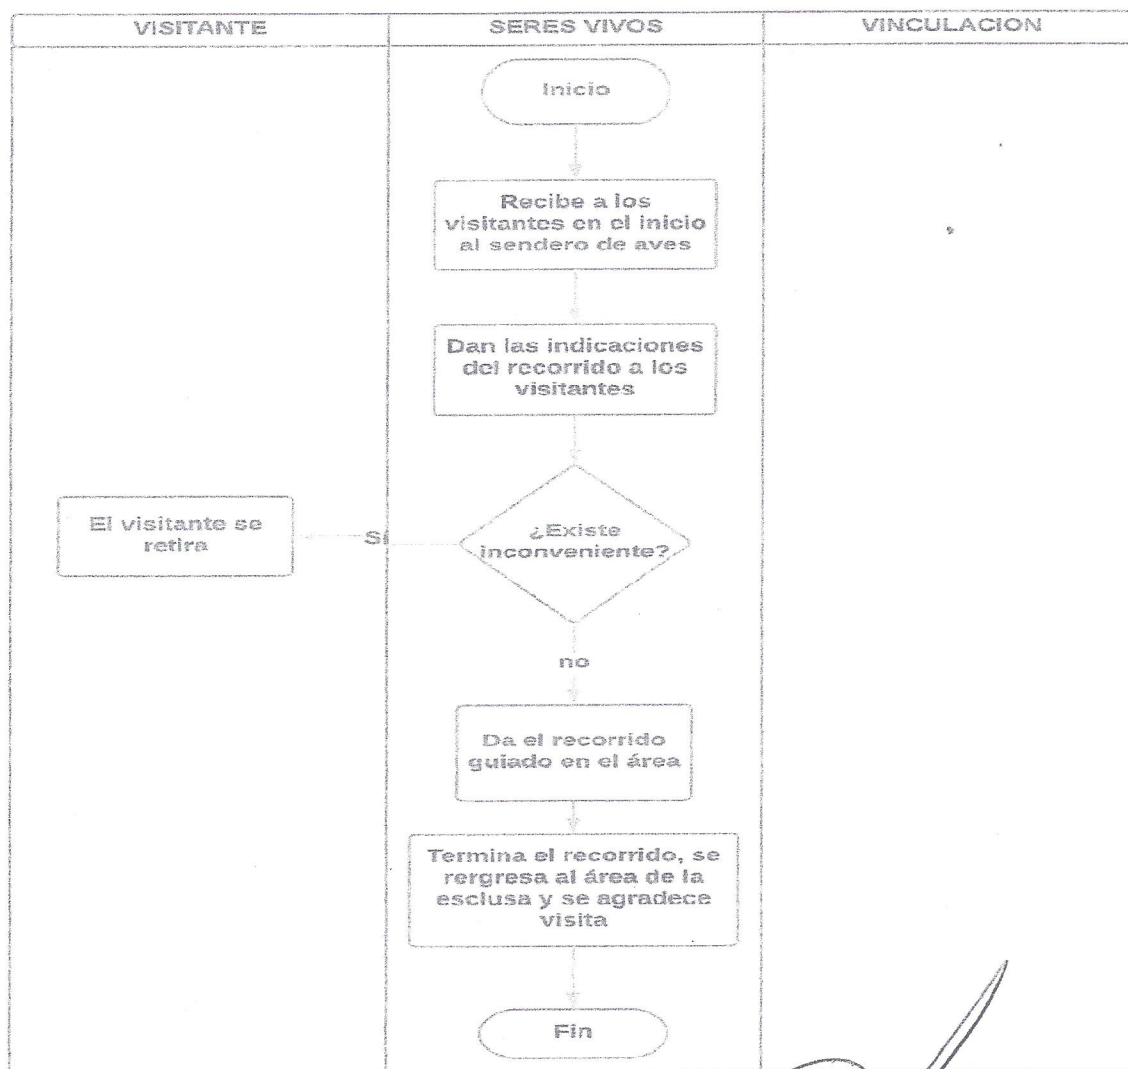 VISITANTE
SERES VIVOS
VINCULACION
Inicio
Recibe a los
visitantes en el inicio
al sendero de aves
Dan las indicaciones
del recorrido a los
visitantes
¿Existe
inconveniente?
Sí
El visitante se
retira
no
Da el recorrido
guiado en el área
Termina el recorrido, se
rergresa al área de la
esclusa y se agradece
visita
Fin